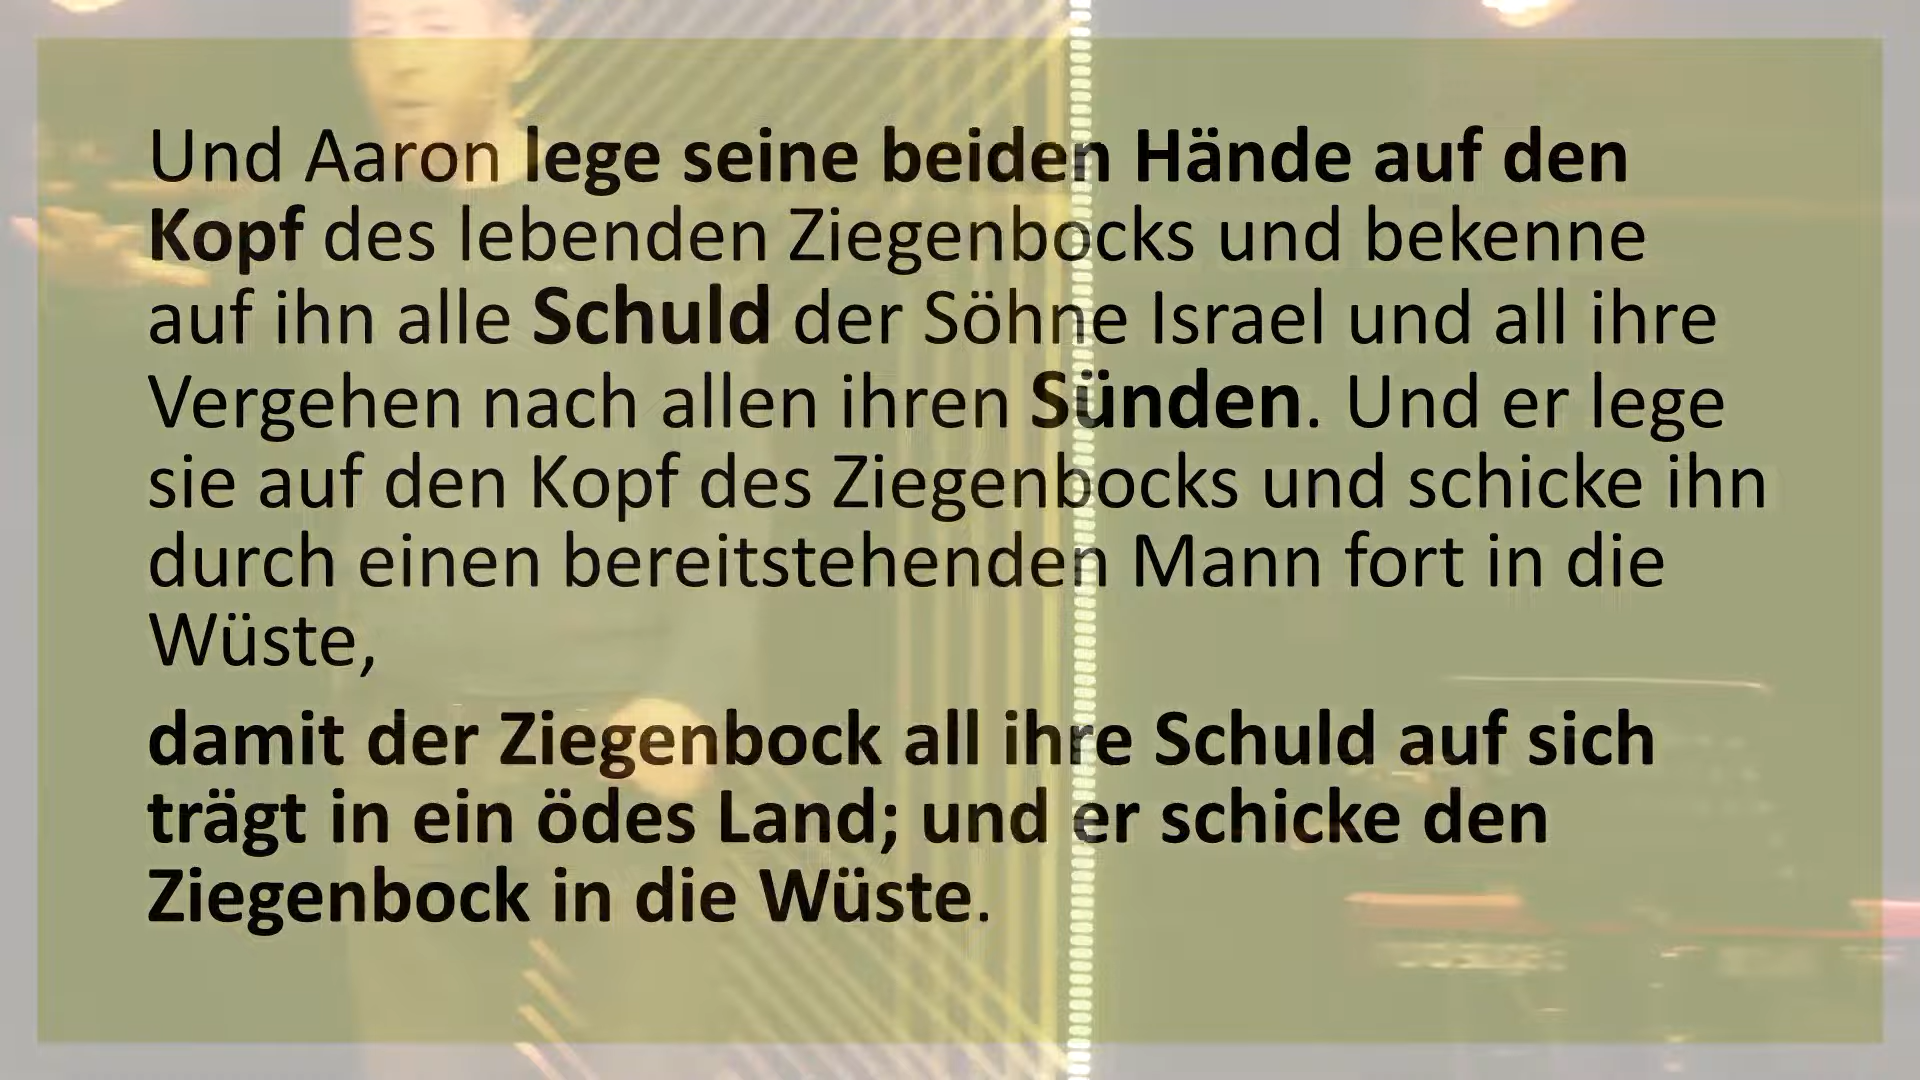 Und Aaron lege seine beiden Hände auf den
Kopf des lebenden Ziegenbocks und bekenne
auf ihn alle Schuld der Söhne Israel und all ihre
Vergehen nach allen ihren Sünden. Und er lege
sie auf den Kopf des Ziegenbocks und schicke ihn
durch einen bereitstehenden Mann fort in die
Wüste,
damit der Ziegenbock all ihre Schuld auf sich
trägt in ein ödes Land; und er schicke den
Ziegenbock in die Wüste.